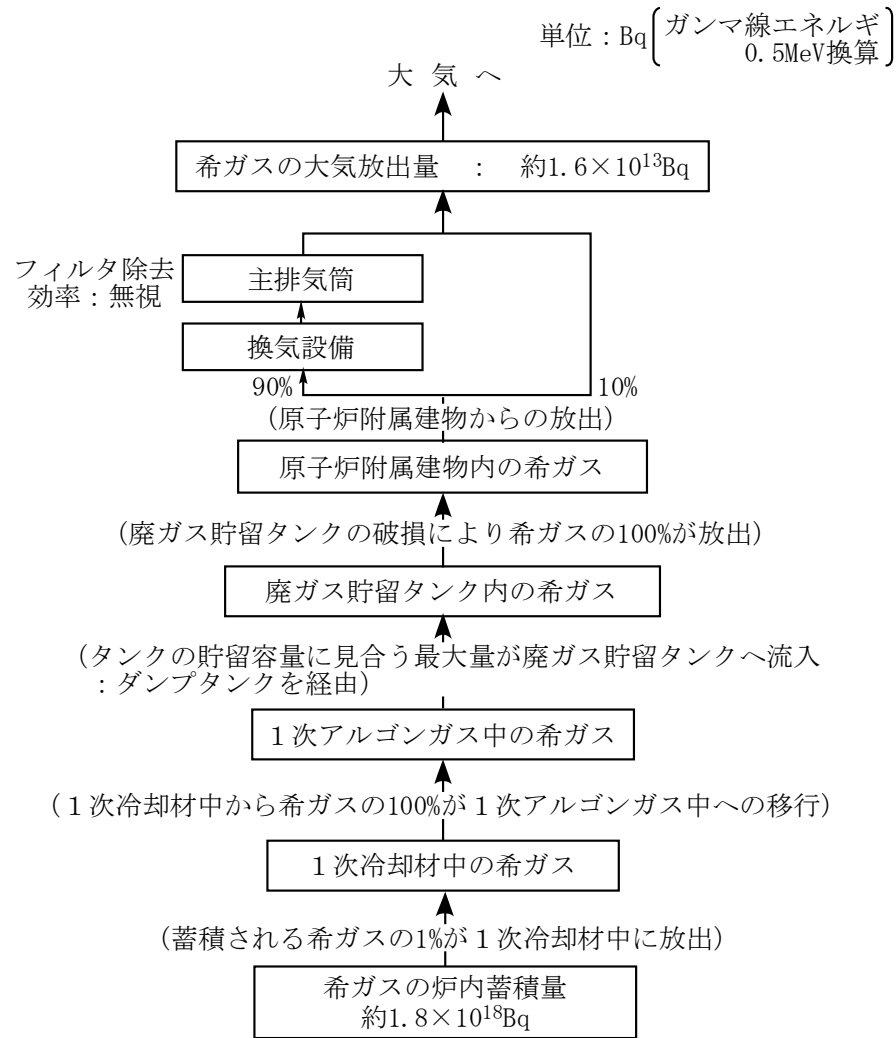 単位：Bq(ガンマ線エネルギ
0.5MeV換算)
大 気 へ
希ガスの大気放出量 ： 約1.6×10¹³Bq
フィルタ除去
効率：無視
主排気筒
換気設備
90%
10%
(原子炉附属建物からの放出)
原子炉附属建物内の希ガス
(廃ガス貯留タンクの破損により希ガスの100%が放出)
廃ガス貯留タンク内の希ガス
(タンクの貯留容量に見合う最大量が廃ガス貯留タンクへ流入
：ダンプタンクを経由)
１次アルゴンガス中の希ガス
(１次冷却材中から希ガスの100%が１次アルゴンガス中への移行)
１次冷却材中の希ガス
(蓄積される希ガスの1%が１次冷却材中に放出)
希ガスの炉内蓄積量
約1.8×10¹⁸Bq